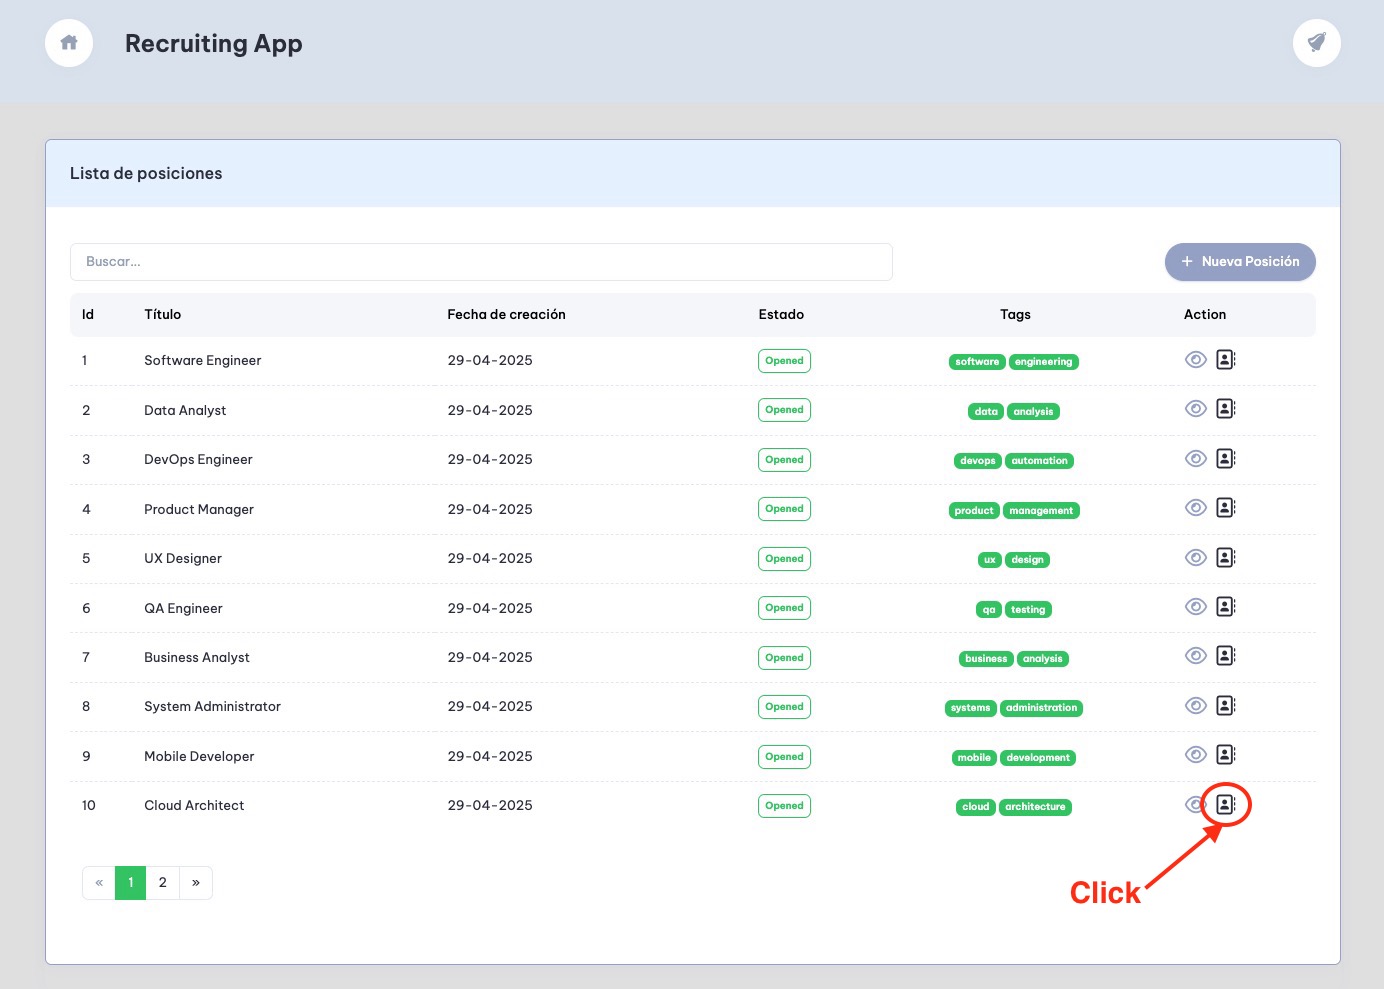 Recruiting App
Lista de posiciones
Buscar...
+ Nueva Posición
Id Título Fecha de creación Estado Tags Action
1 Software Engineer 29-04-2025 Opened software engineering
2 Data Analyst 29-04-2025 Opened data analysis
3 DevOps Engineer 29-04-2025 Opened devops automation
4 Product Manager 29-04-2025 Opened product management
5 UX Designer 29-04-2025 Opened ux design
6 QA Engineer 29-04-2025 Opened qa testing
7 Business Analyst 29-04-2025 Opened business analysis
8 System Administrator 29-04-2025 Opened systems administration
9 Mobile Developer 29-04-2025 Opened mobile development
10 Cloud Architect 29-04-2025 Opened cloud architecture
« 1 2 »
Click